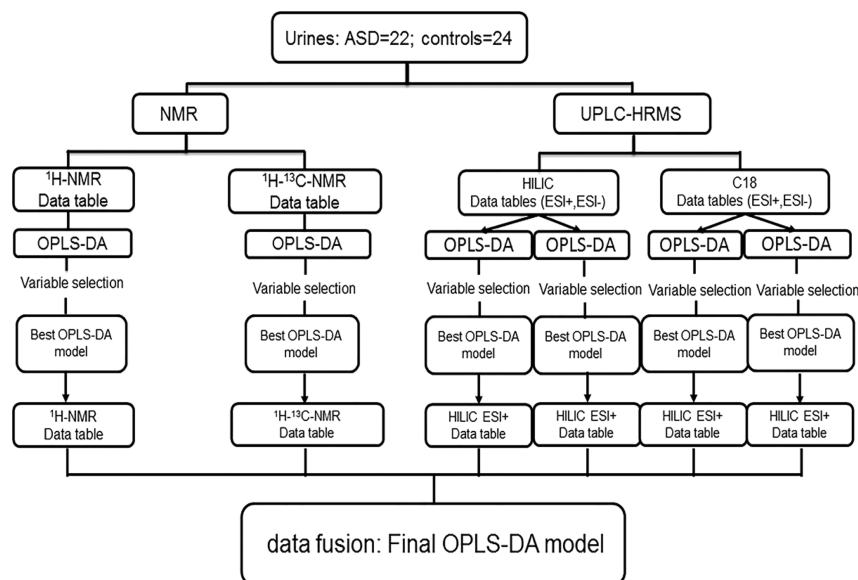 Urines: ASD=22; controls=24
NMR
UPLC-HRMS
¹H-NMR
Data table
¹H-¹³C-NMR
Data table
HILIC
Data tables (ESI+,ESI-)
C18
Data tables (ESI+,ESI-)
OPLS-DA
OPLS-DA
OPLS-DA
OPLS-DA
OPLS-DA
OPLS-DA
Variable selection
Variable selection
Variable selection
Variable selection
Variable selection
Variable selection
Best OPLS-DA
model
Best OPLS-DA
model
Best OPLS-DA
model
Best OPLS-DA
model
Best OPLS-DA
model
Best OPLS-DA
model
¹H-NMR
Data table
¹H-¹³C-NMR
Data table
HILIC ESI+
Data table
HILIC ESI+
Data table
HILIC ESI+
Data table
HILIC ESI+
Data table
data fusion: Final OPLS-DA model